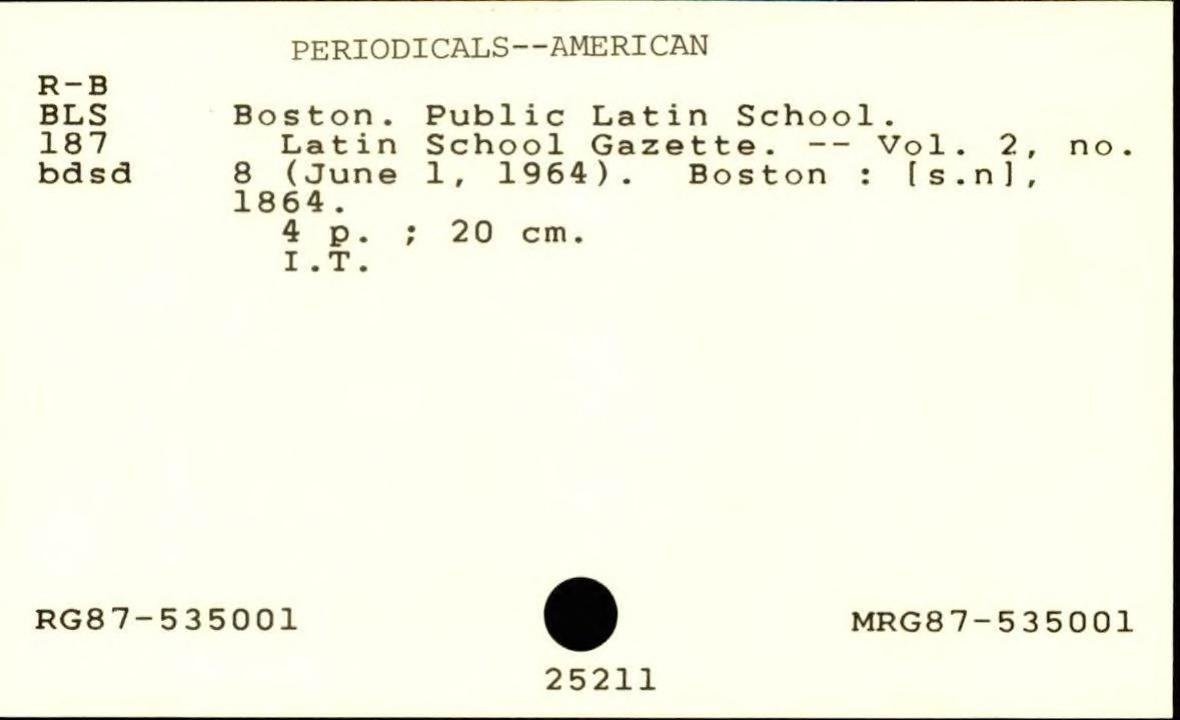 PERIODICALS--AMERICAN
R-B
BLS Boston. Public Latin School.
187 Latin School Gazette. -- Vol. 2, no.
bdsd 8 (June 1, 1964). Boston : [s.n],
1864.
4 p. ; 20 cm.
I.T.
RG87-535001 MRG87-535001
25211